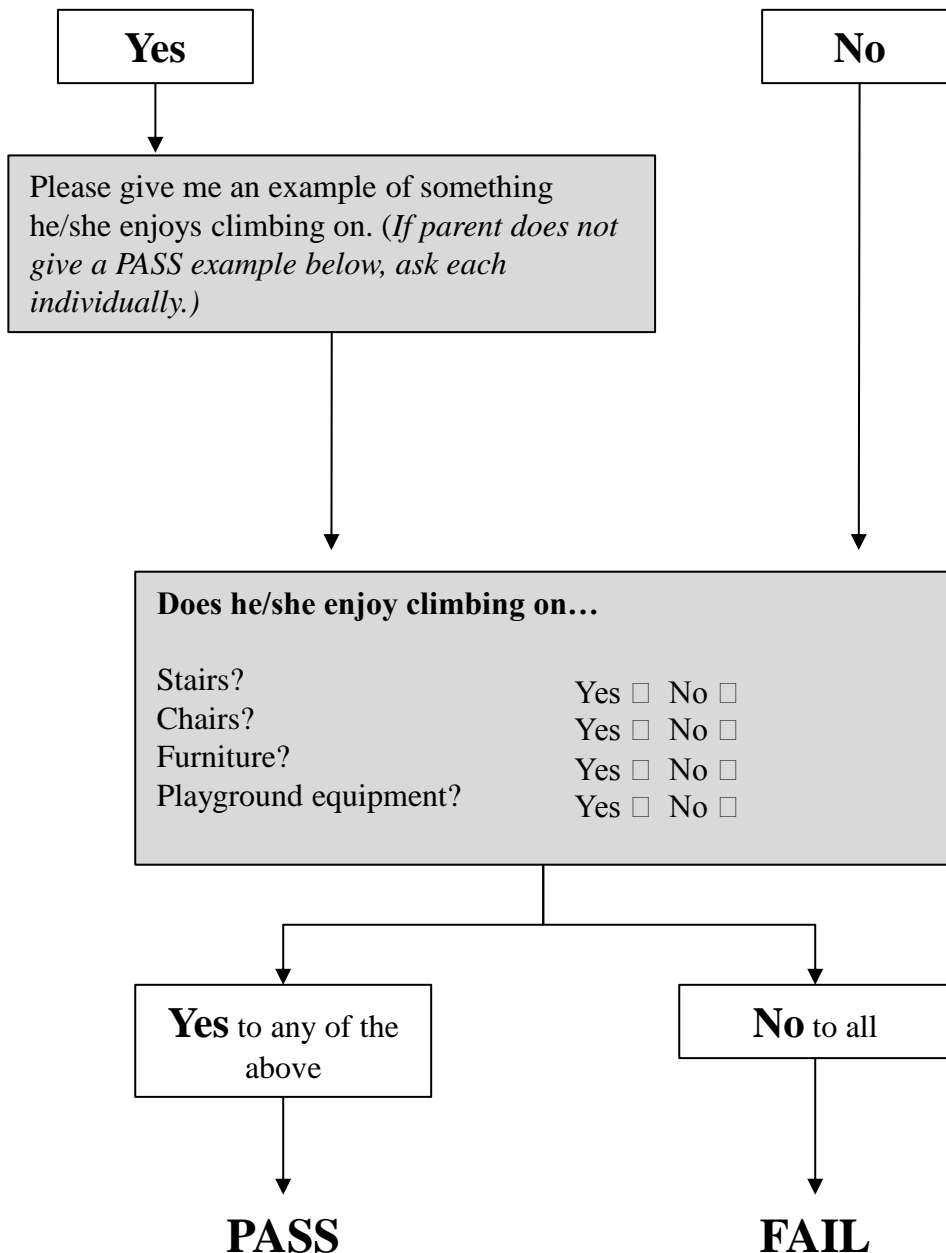 Yes
No
Please give me an example of something
he/she enjoys climbing on. (If parent does not
give a PASS example below, ask each
individually.)
Does he/she enjoy climbing on…
Stairs? Yes □ No □
Chairs? Yes □ No □
Furniture? Yes □ No □
Playground equipment? Yes □ No □
Yes to any of the
above
No to all
PASS
FAIL